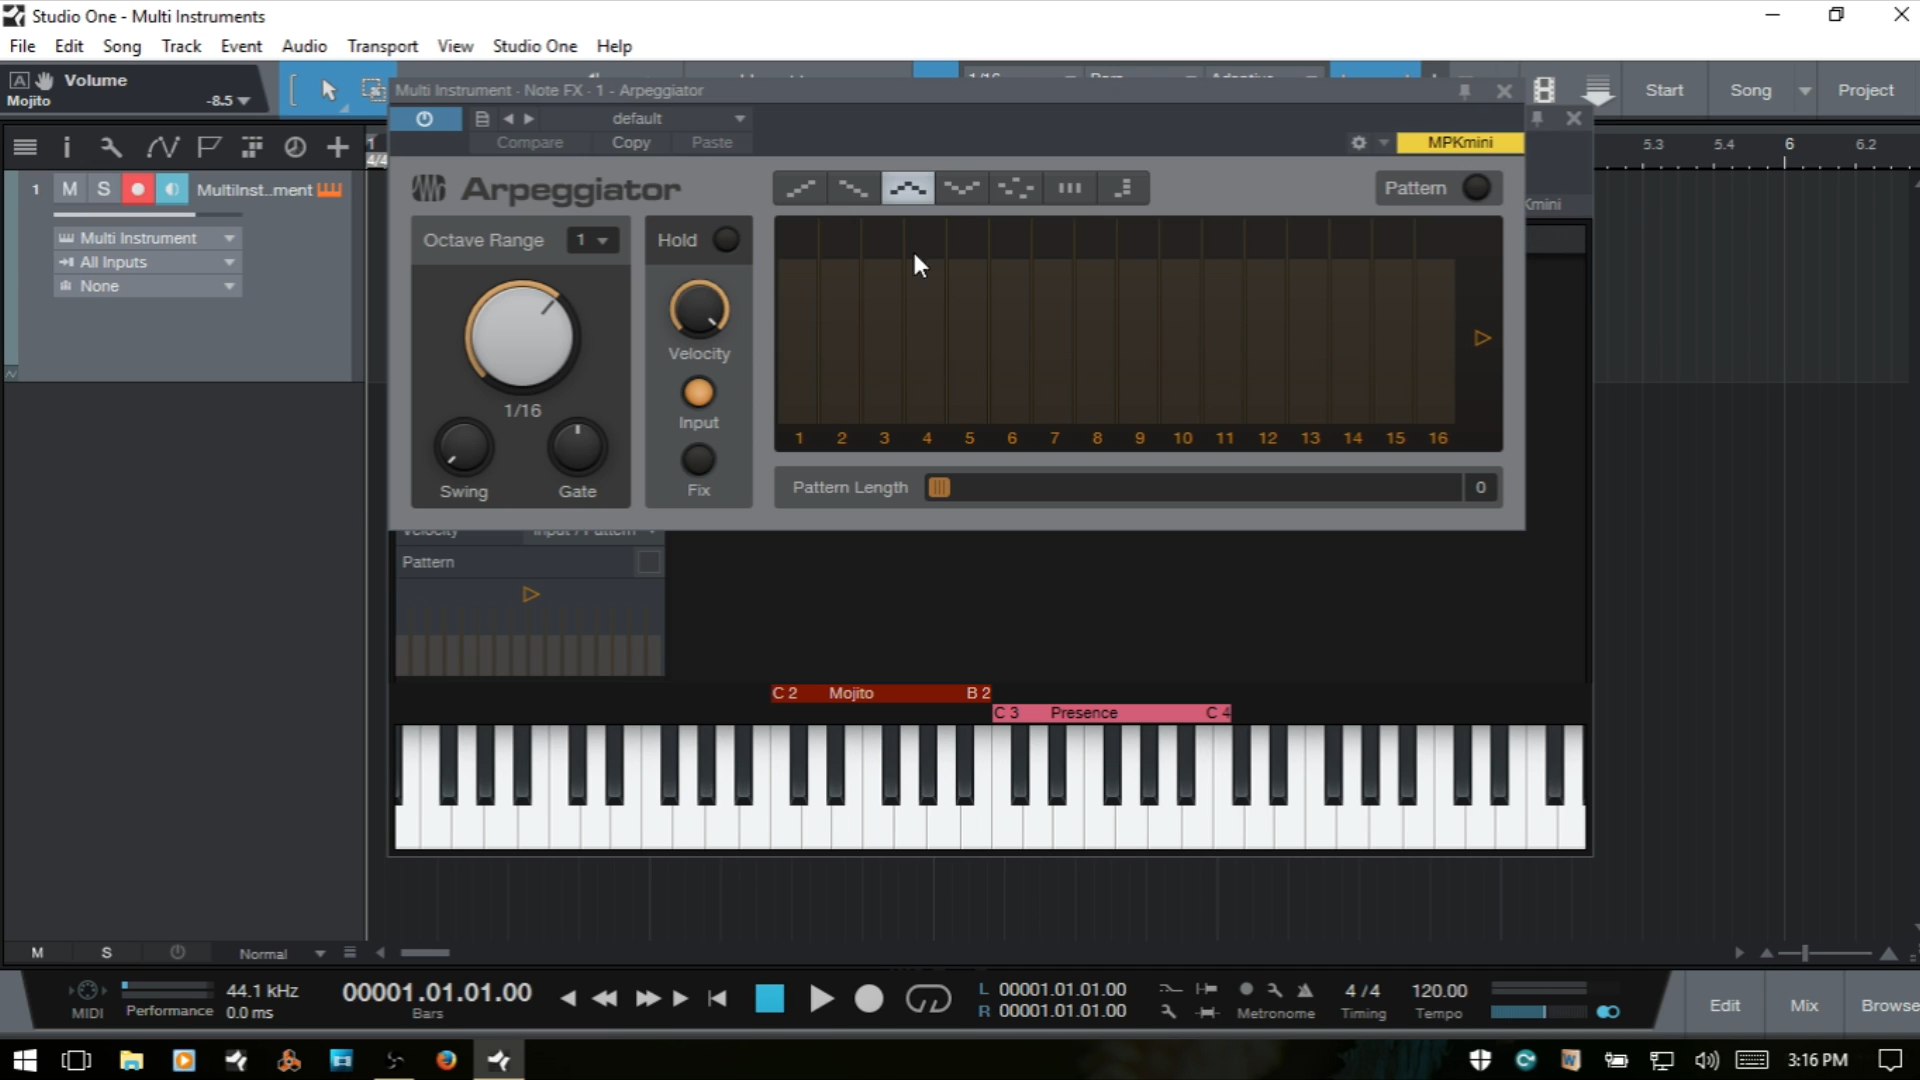 Studio One - Multi Instruments
File Edit Song Track Event Audio Transport View Studio One Help
A Volume
Mojito -8.5
Multi Instrument - Note FX - 1 - Arpeggiator
Start Song Project
default
Compare Copy Paste
MPKmini
1
4/4
5.3 5.4 6 6.2
1 M S MultiInst..ment
Multi Instrument
All Inputs
None
Arpeggiator
Pattern
Octave Range 1
Hold
Velocity
1/16
Input
Swing Gate
Fix
1 2 3 4 5 6 7 8 9 10 11 12 13 14 15 16
Pattern Length 0
Velocity Input / Pattern
Pattern
C 2 Mojito B 2
C 3 Presence C 4
M S Normal
MIDI
Performance
44.1 kHz
0.0 ms
00001.01.01.00
Bars
L 00001.01.01.00
R 00001.01.01.00
Metronome
4 / 4
Timing
120.00
Tempo
Edit Mix Browse
3:16 PM